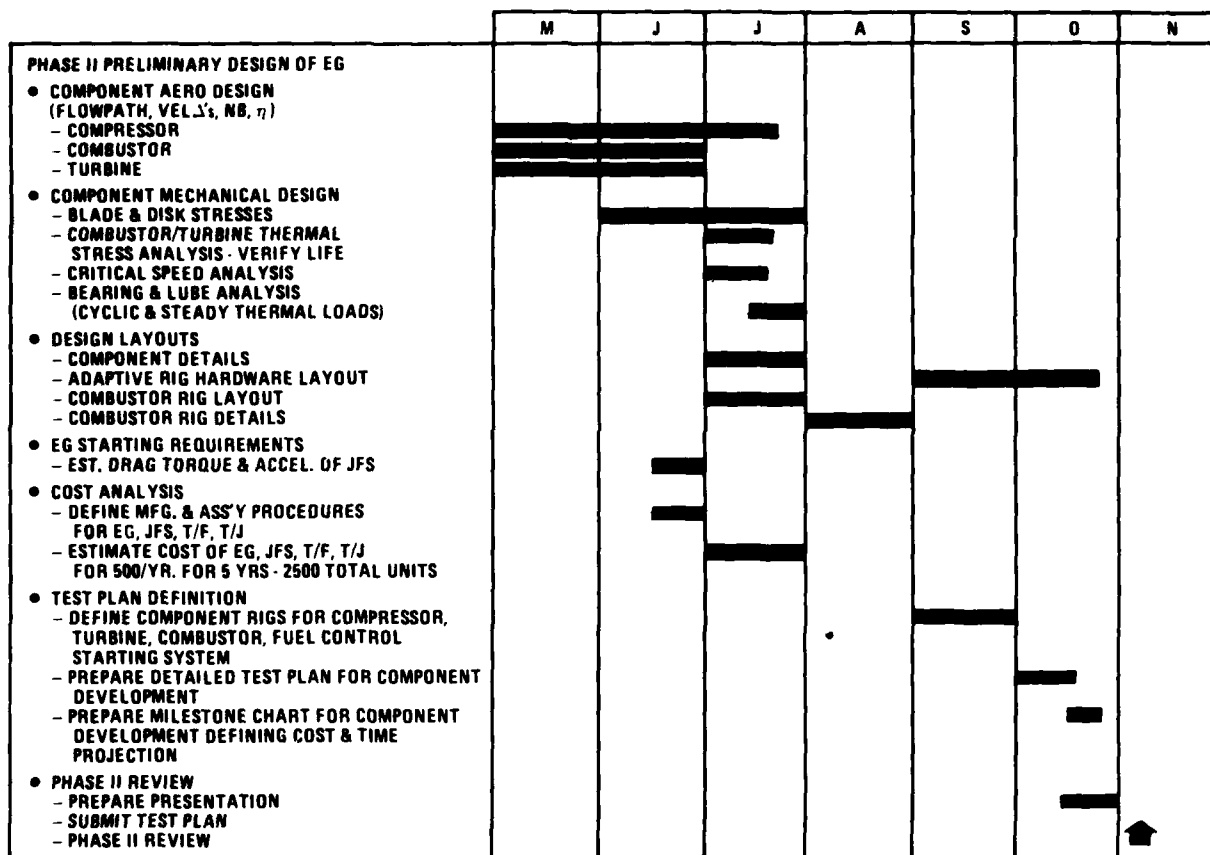 M J J A S O N
PHASE II PRELIMINARY DESIGN OF EG
• COMPONENT AERO DESIGN
(FLOWPATH, VEL Δ's, NB, η)
– COMPRESSOR
– COMBUSTOR
– TURBINE
• COMPONENT MECHANICAL DESIGN
– BLADE & DISK STRESSES
– COMBUSTOR/TURBINE THERMAL
STRESS ANALYSIS - VERIFY LIFE
– CRITICAL SPEED ANALYSIS
– BEARING & LUBE ANALYSIS
(CYCLIC & STEADY THERMAL LOADS)
• DESIGN LAYOUTS
– COMPONENT DETAILS
– ADAPTIVE RIG HARDWARE LAYOUT
– COMBUSTOR RIG LAYOUT
– COMBUSTOR RIG DETAILS
• EG STARTING REQUIREMENTS
– EST. DRAG TORQUE & ACCEL. OF JFS
• COST ANALYSIS
– DEFINE MFG. & ASS'Y PROCEDURES
FOR EG, JFS, T/F, T/J
– ESTIMATE COST OF EG, JFS, T/F, T/J
FOR 500/YR. FOR 5 YRS - 2500 TOTAL UNITS
• TEST PLAN DEFINITION
– DEFINE COMPONENT RIGS FOR COMPRESSOR,
TURBINE, COMBUSTOR, FUEL CONTROL
STARTING SYSTEM
– PREPARE DETAILED TEST PLAN FOR COMPONENT
DEVELOPMENT
– PREPARE MILESTONE CHART FOR COMPONENT
DEVELOPMENT DEFINING COST & TIME
PROJECTION
• PHASE II REVIEW
– PREPARE PRESENTATION
– SUBMIT TEST PLAN
– PHASE II REVIEW